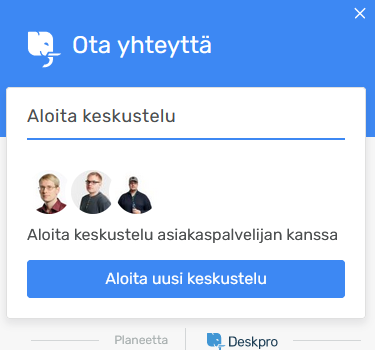 Ota yhteyttä
Aloita keskustelu
Aloita keskustelu asiakaspalvelijan kanssa
Aloita uusi keskustelu
Planeetta
Deskpro